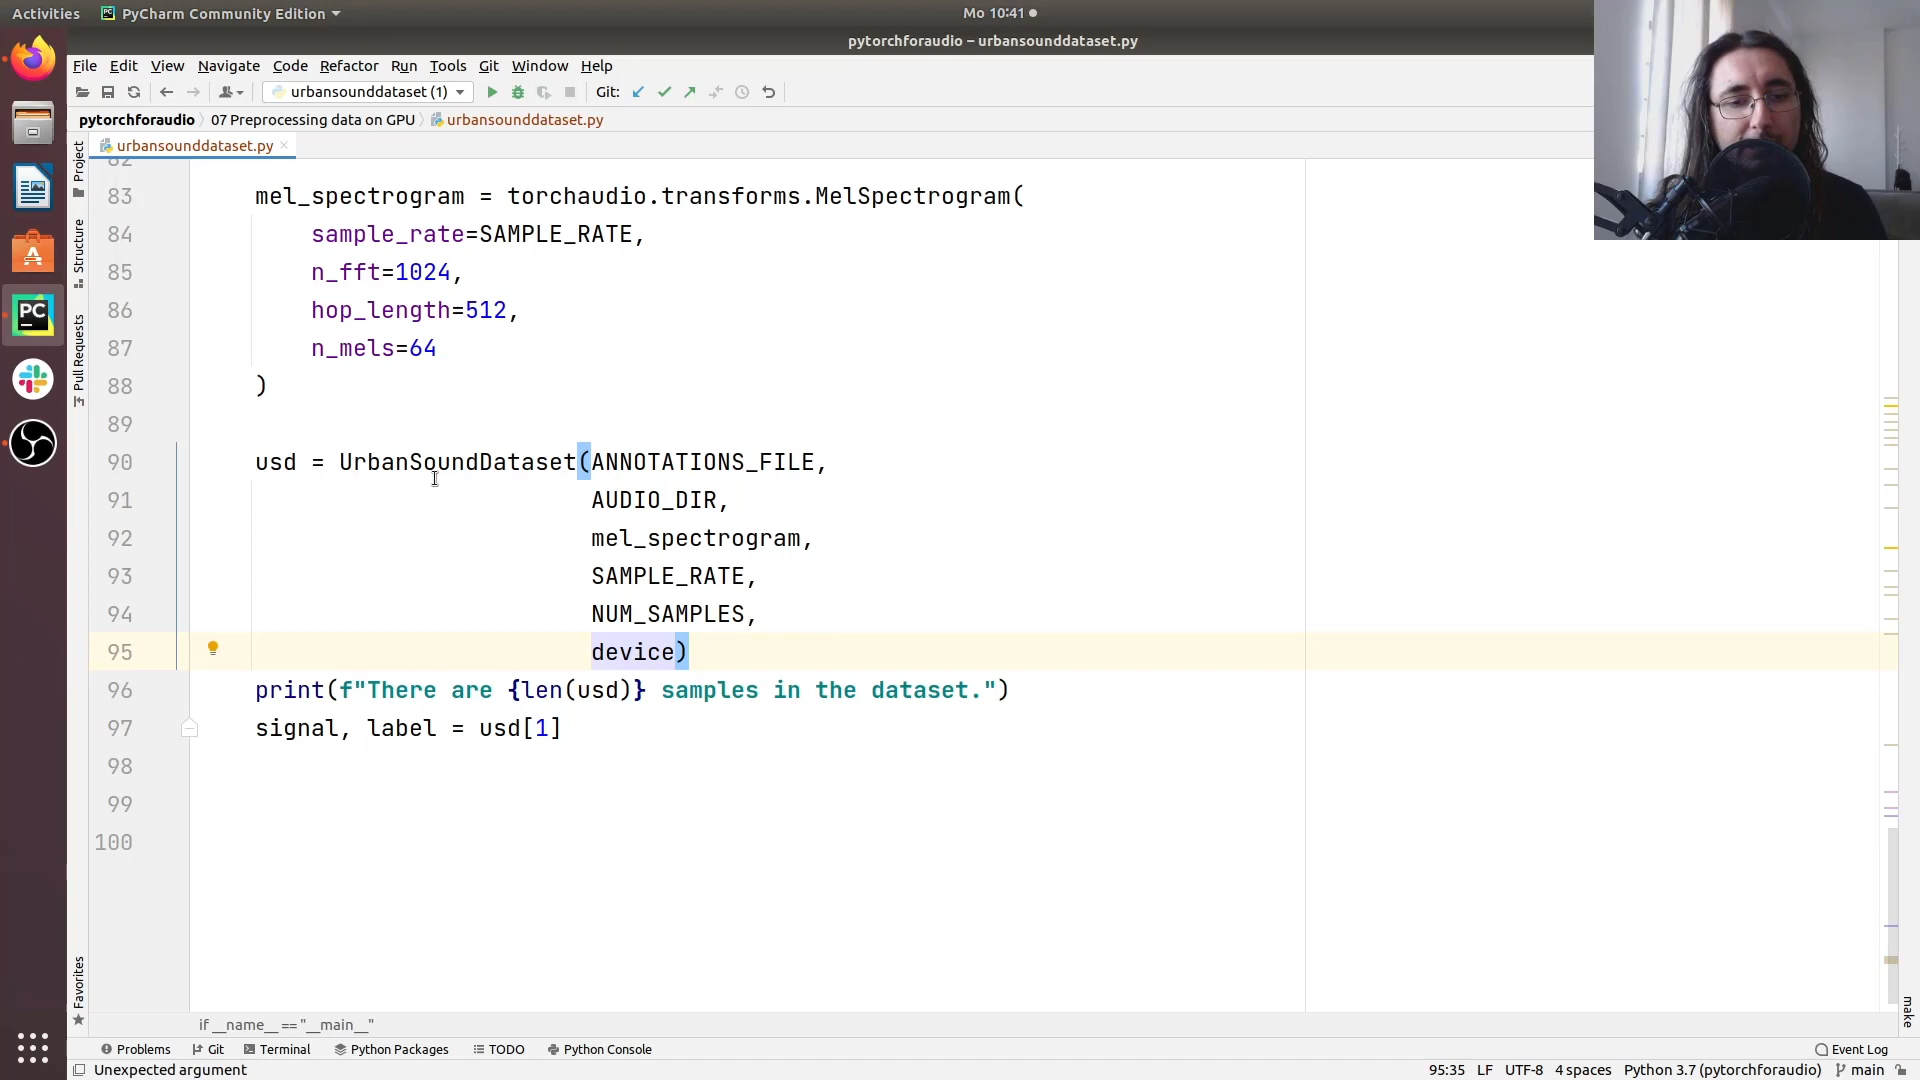 Activities
PyCharm Community Edition
Mo 10:41
pytorchforaudio – urbansounddataset.py
File Edit View Navigate Code Refactor Run Tools Git Window Help
urbansounddataset (1)
Git:
pytorchforaudio 07 Preprocessing data on GPU urbansounddataset.py
urbansounddataset.py
Project
Structure
Pull Requests
Favorites
PC
82
83 mel_spectrogram = torchaudio.transforms.MelSpectrogram(
84 sample_rate=SAMPLE_RATE,
85 n_fft=1024,
86 hop_length=512,
87 n_mels=64
88 )
89
90 usd = UrbanSoundDataset(ANNOTATIONS_FILE,
91 AUDIO_DIR,
92 mel_spectrogram,
93 SAMPLE_RATE,
94 NUM_SAMPLES,
95 device)
96 print(f"There are {len(usd)} samples in the dataset.")
97 signal, label = usd[1]
98
99
100
make
if __name__ == "__main__"
Problems Git Terminal Python Packages TODO Python Console Event Log
Unexpected argument 95:35 LF UTF-8 4 spaces Python 3.7 (pytorchforaudio) main